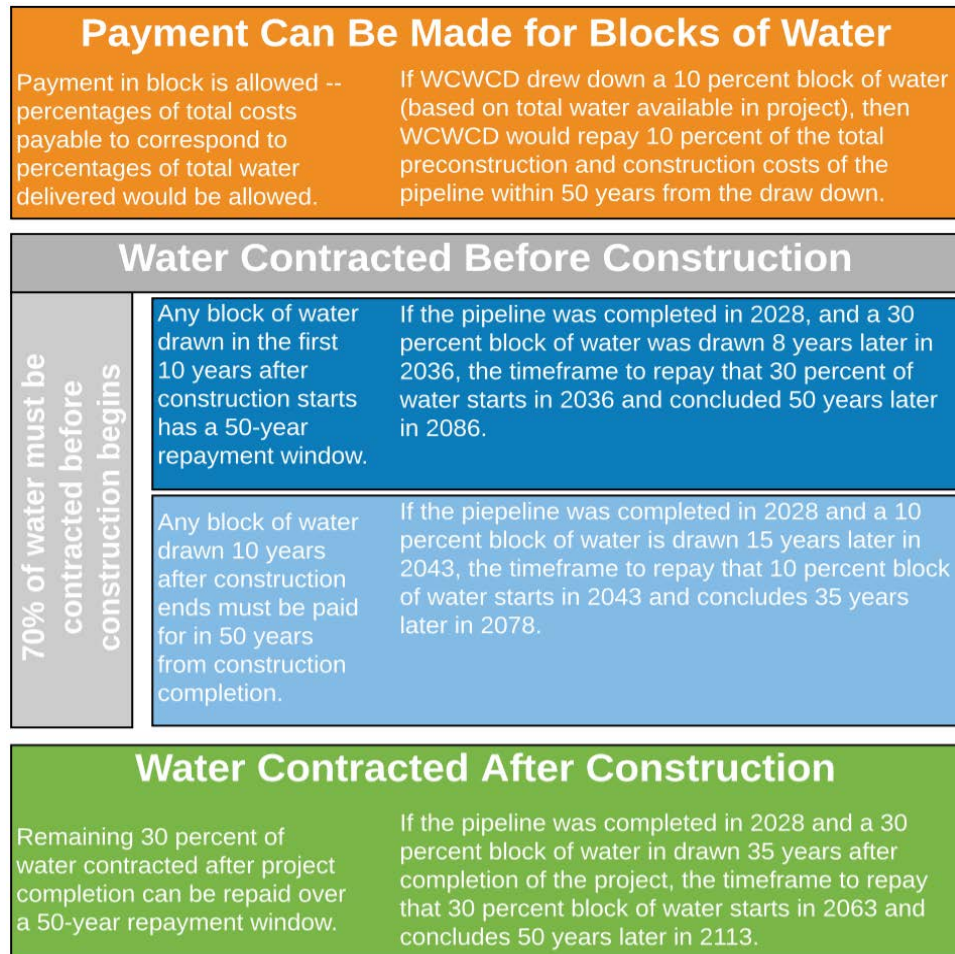 Payment Can Be Made for Blocks of Water
Payment in block is allowed --
percentages of total costs
payable to correspond to
percentages of total water
delivered would be allowed.
If WCWCD drew down a 10 percent block of water
(based on total water available in project), then
WCWCD would repay 10 percent of the total
preconstruction and construction costs of the
pipeline within 50 years from the draw down.
Water Contracted Before Construction
70% of water must be
contracted before
construction begins
Any block of water
drawn in the first
10 years after
construction starts
has a 50-year
repayment window.
If the pipeline was completed in 2028, and a 30
percent block of water was drawn 8 years later in
2036, the timeframe to repay that 30 percent of
water starts in 2036 and concluded 50 years later
in 2086.
Any block of water
drawn 10 years
after construction
ends must be paid
for in 50 years
from construction
completion.
If the piepeline was completed in 2028 and a 10
percent block of water is drawn 15 years later in
2043, the timeframe to repay that 10 percent block
of water starts in 2043 and concludes 35 years
later in 2078.
Water Contracted After Construction
Remaining 30 percent of
water contracted after project
completion can be repaid over
a 50-year repayment window.
If the pipeline was completed in 2028 and a 30
percent block of water in drawn 35 years after
completion of the project, the timeframe to repay
that 30 percent block of water starts in 2063 and
concludes 50 years later in 2113.